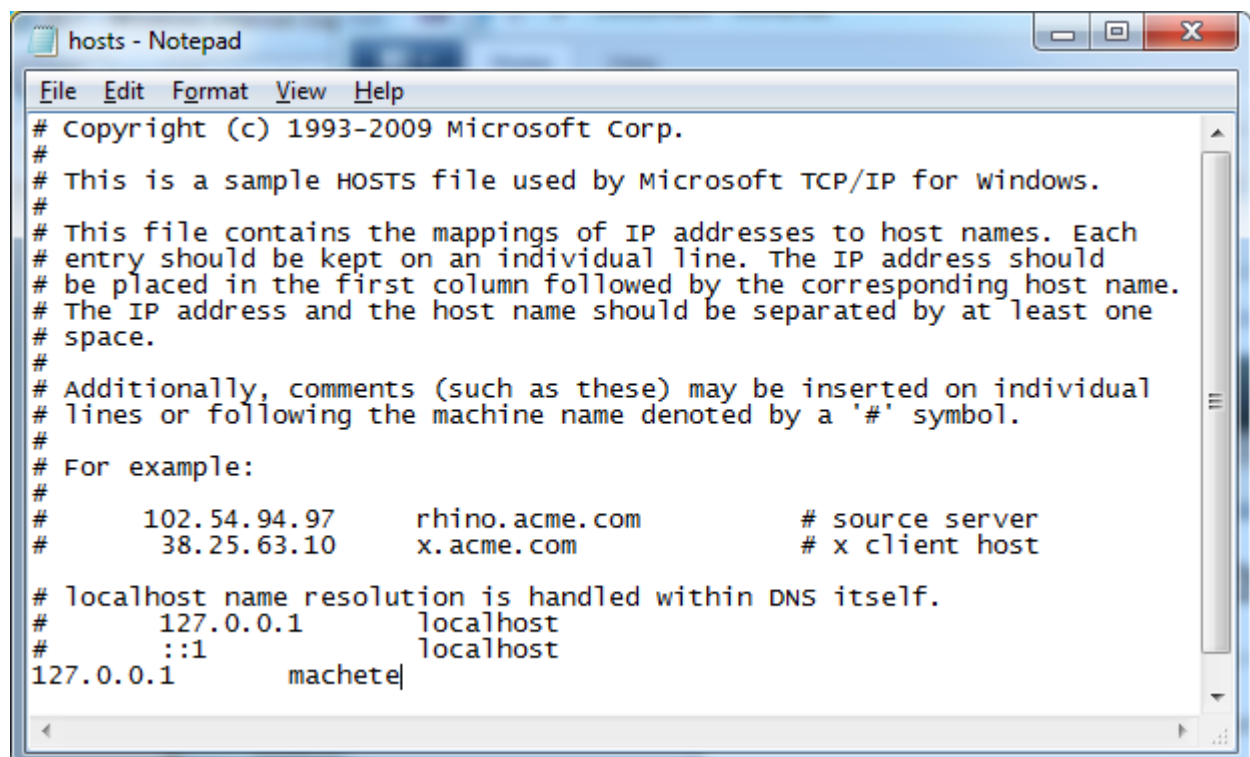 hosts - Notepad
File Edit Format View Help
# Copyright (c) 1993-2009 Microsoft Corp.
#
# This is a sample HOSTS file used by Microsoft TCP/IP for Windows.
#
# This file contains the mappings of IP addresses to host names. Each
# entry should be kept on an individual line. The IP address should
# be placed in the first column followed by the corresponding host name.
# The IP address and the host name should be separated by at least one
# space.
#
# Additionally, comments (such as these) may be inserted on individual
# lines or following the machine name denoted by a '#' symbol.
#
# For example:
#
#      102.54.94.97     rhino.acme.com          # source server
#       38.25.63.10     x.acme.com              # x client host

# localhost name resolution is handled within DNS itself.
#       127.0.0.1       localhost
#       ::1             localhost
127.0.0.1       machete